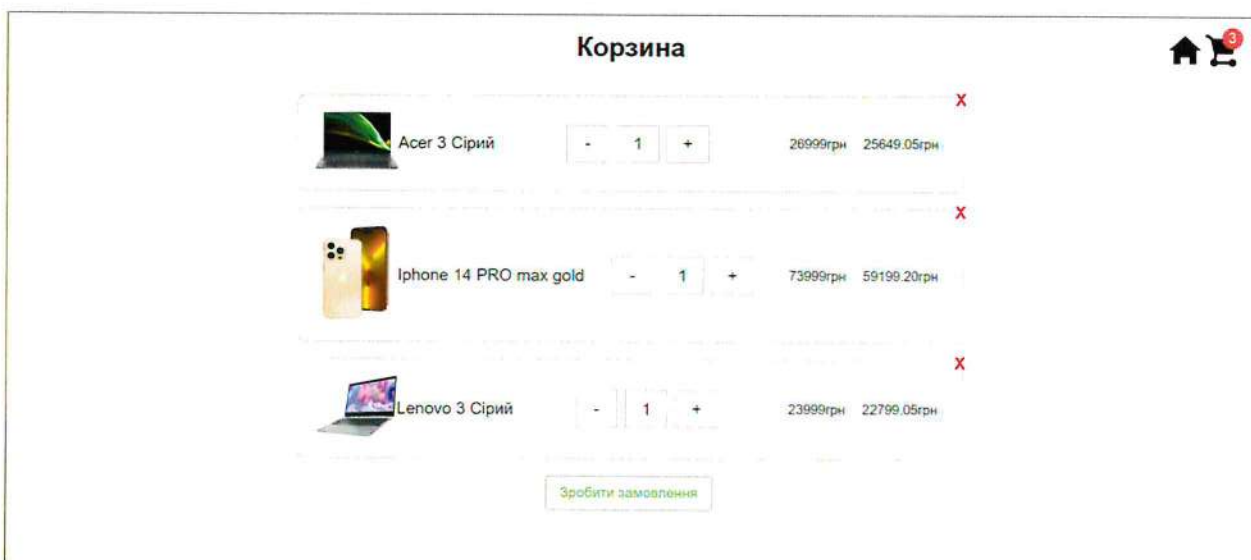 Корзина
3
X
Acer 3 Сірий - 1 + 26999грн 25649.05грн
X
Iphone 14 PRO max gold - 1 + 73999грн 59199.20грн
X
Lenovo 3 Сірий - 1 + 23999грн 22799.05грн
Зробити замовлення